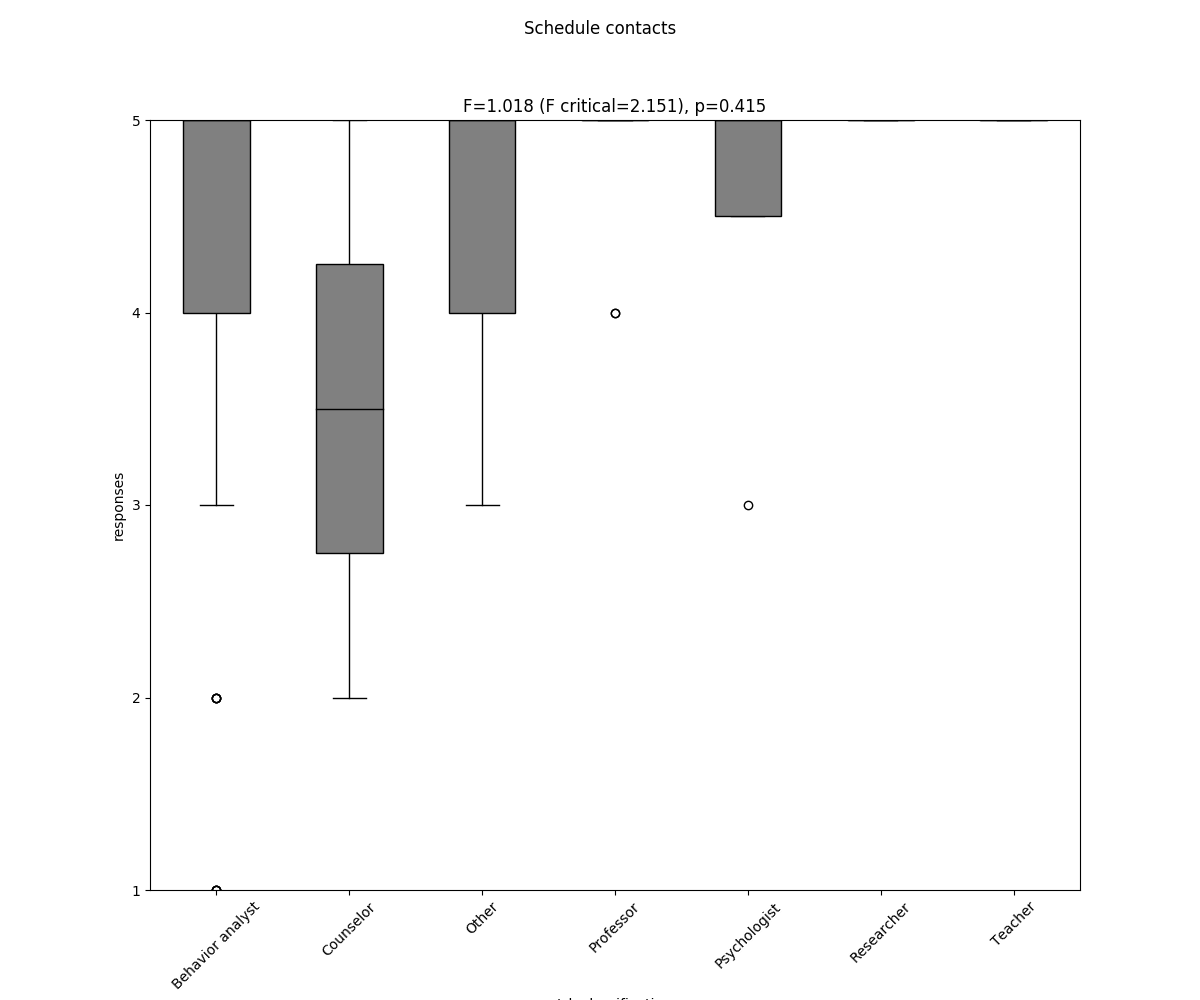 Schedule contacts
F=1.018 (F critical=2.151), p=0.415
5
4
3
2
1
responses
Behavior analyst
Counselor
Other
Professor
Psychologist
Researcher
Teacher